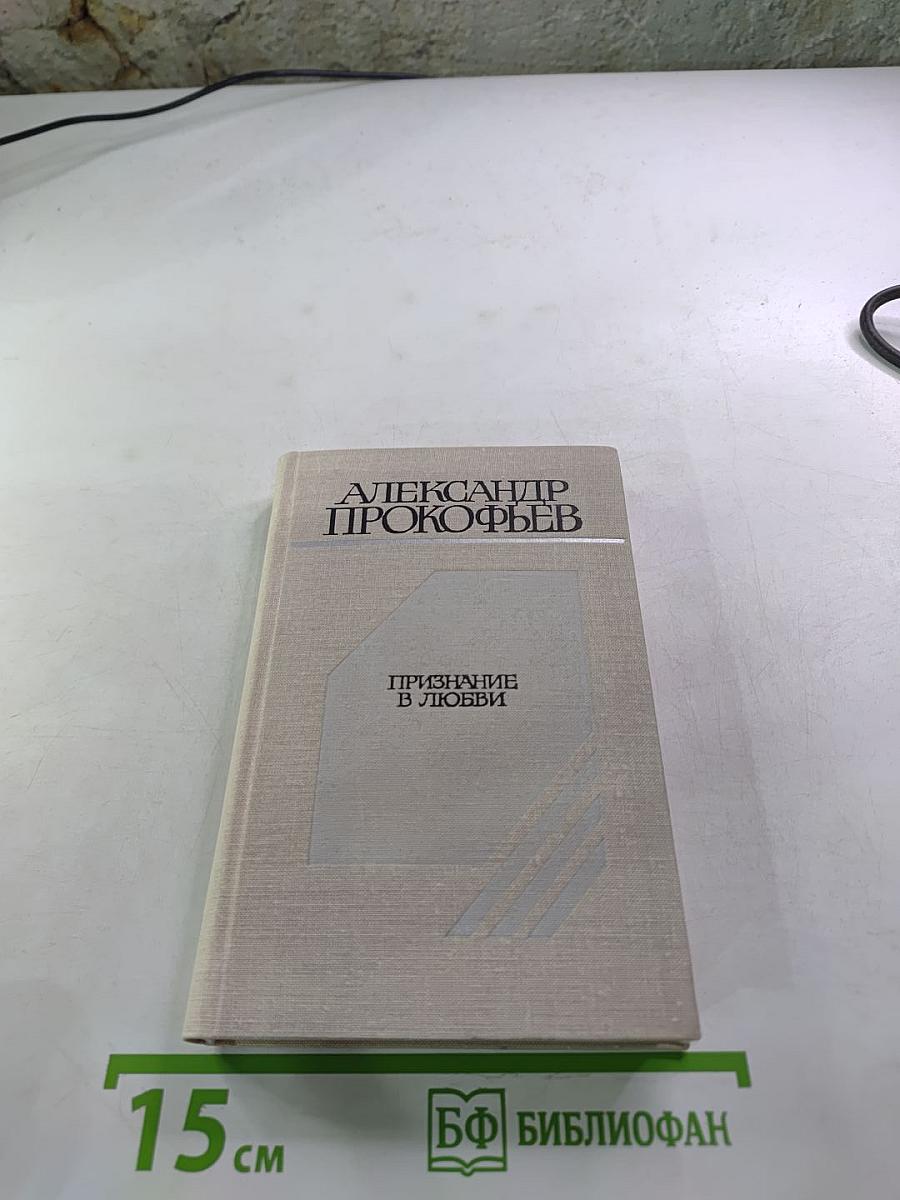 АЛЕКСАНДР
ПРОКОФЬЕВ
ПРИЗНАНИЕ
В ЛЮБВИ
15 см
БФ БИБЛИОФАН